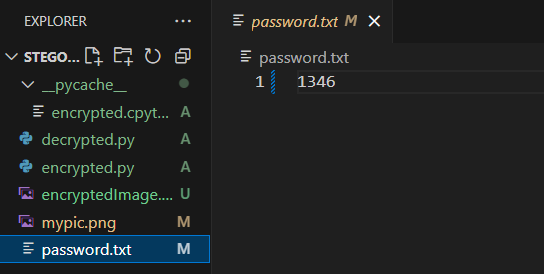 EXPLORER
STEGO...
__pycache__
encrypted.cpyt... A
decrypted.py A
encrypted.py A
encryptedImage.... U
mypic.png M
password.txt M
password.txt M
password.txt
1 1346